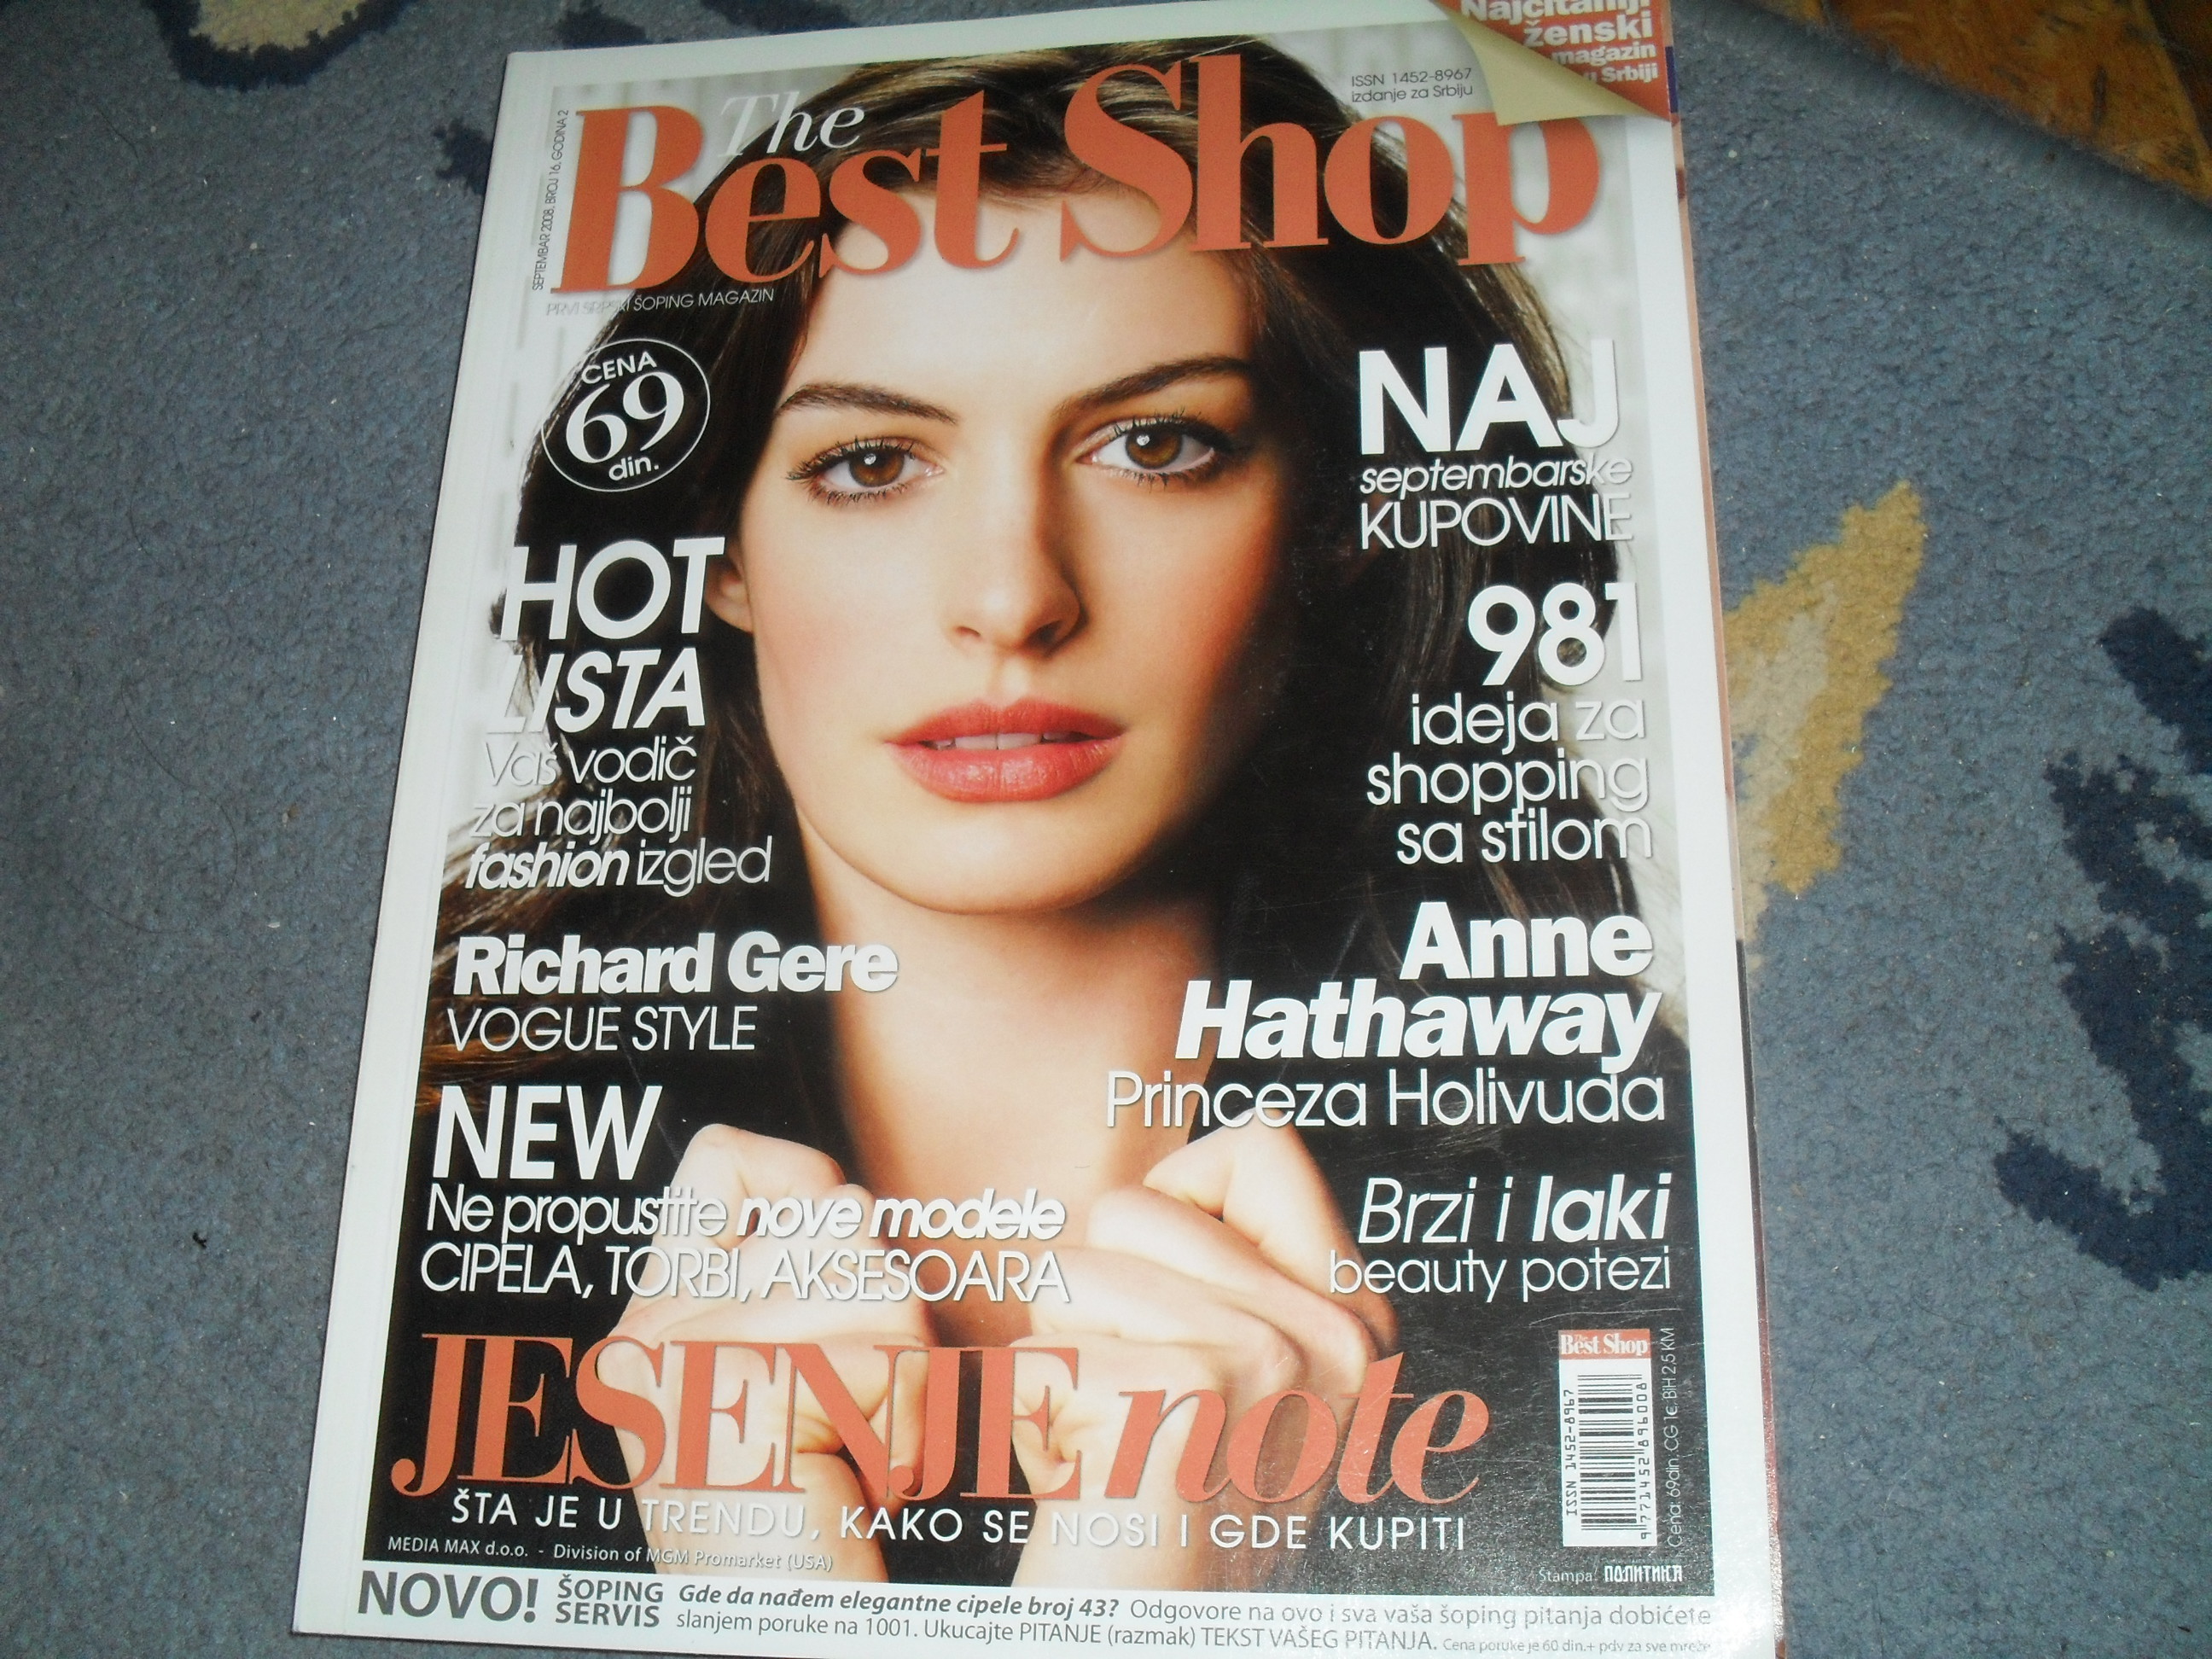 Najčitaniji
ženski
magazin
u Srbiji
ISSN 1452-8967
izdanje za Srbiju
The
Best Shop
SEPTEMBAR 2008. BROJ 16. GODINA 2
PRVI SRPSKI ŠOPING MAGAZIN
CENA
69
din.
NAJ
septembarske
KUPOVINE
HOT
LISTA
Vaš vodič
za najbolji
fashion izgled
981
ideja za
shopping
sa stilom
Richard Gere
VOGUE STYLE
Anne
Hathaway
Princeza Holivuda
NEW
Ne propustite nove modele
CIPELA, TORBI, AKSESOARA
Brzi i laki
beauty potezi
JESENJE note
ŠTA JE U TRENDU, KAKO SE NOSI I GDE KUPITI
The Best Shop
ISSN 1452-8967
9771452896008
Cena: 69din. CG 1€. BIH 2,5 KM
MEDIA MAX d.o.o. - Division of MGM Promarket (USA)
Štampa: ПОЛИТИКА
NOVO! ŠOPING SERVIS
Gde da nađem elegantne cipele broj 43? Odgovore na ovo i sva vaša šoping pitanja dobićete
slanjem poruke na 1001. Ukucajte PITANJE (razmak) TEKST VAŠEG PITANJA. Cena poruke je 60 din.+ pdv za sve mreže